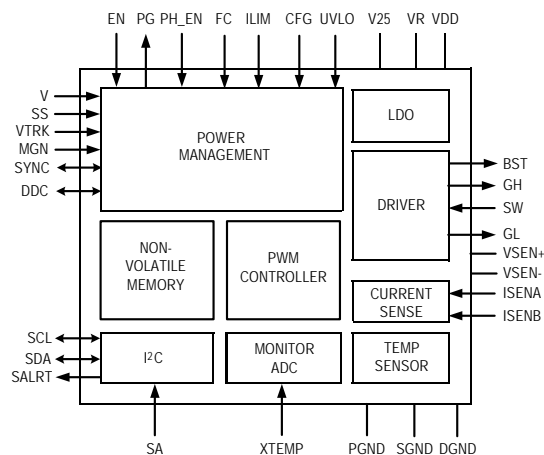 EN PG PH_EN FC ILIM CFG UVLO V25 VR VDD
V
SS
VTRK
MGN
SYNC
DDC
POWER
MANAGEMENT
LDO
DRIVER
BST
GH
SW
GL
VSEN+
VSEN-
ISENA
ISENB
NON-
VOLATILE
MEMORY
PWM
CONTROLLER
CURRENT
SENSE
SCL
SDA
SALRT
I2C
MONITOR
ADC
TEMP
SENSOR
SA
XTEMP
PGND
SGND
DGND